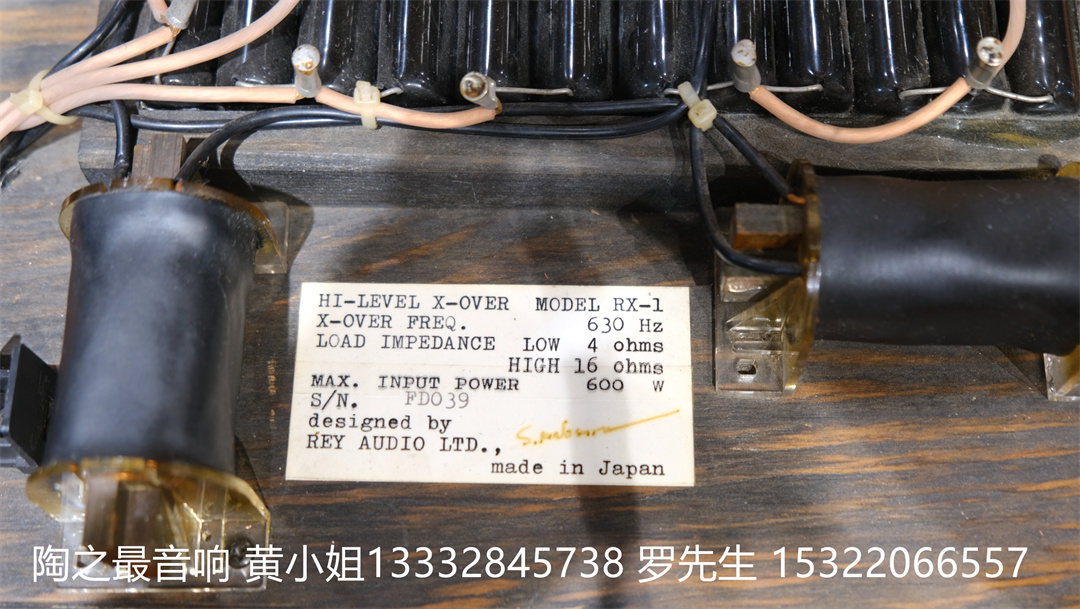 HI-LEVEL X-OVER MODEL RX-1
X-OVER FREQ. 630 Hz
LOAD IMPEDANCE LOW 4 ohms
HIGH 16 ohms
MAX. INPUT POWER 600 W
S/N. FD039
designed by
REY AUDIO LTD.,
made in Japan
陶之最音响 黄小姐13332845738 罗先生 15322066557